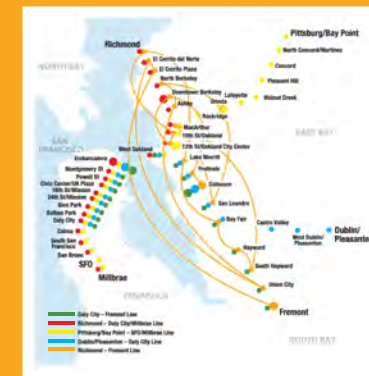 Pittsburg/Bay Point
Richmond
North Concord/Martinez
El Cerrito del Norte
Concord
El Cerrito Plaza
NORTH BAY
North Berkeley
Pleasant Hill
Downtown Berkeley
Lafayette
Walnut Creek
Ashby
Orinda
Rockridge
MacArthur
EAST BAY
19th St/Oakland
SAN
FRANCISCO
West Oakland
12th St/Oakland City Center
Embarcadero
Lake Merritt
Montgomery St
Fruitvale
Powell St
Civic Center/UN Plaza
Coliseum
16th St/Mission
24th St/Mission
Glen Park
San Leandro
Balboa Park
Daly City
Bay Fair
Castro Valley
Dublin/
Pleasanton
Colma
West Dublin/
Pleasanton
South San
Francisco
Hayward
San Bruno
South Hayward
SFO
Millbrae
Union City
PENINSULA
Fremont
Daly City – Fremont Line
Richmond – Daly City/Millbrae Line
Pittsburg/Bay Point – SFO/Millbrae Line
Dublin/Pleasanton – Daly City Line
Richmond – Fremont Line
SOUTH BAY